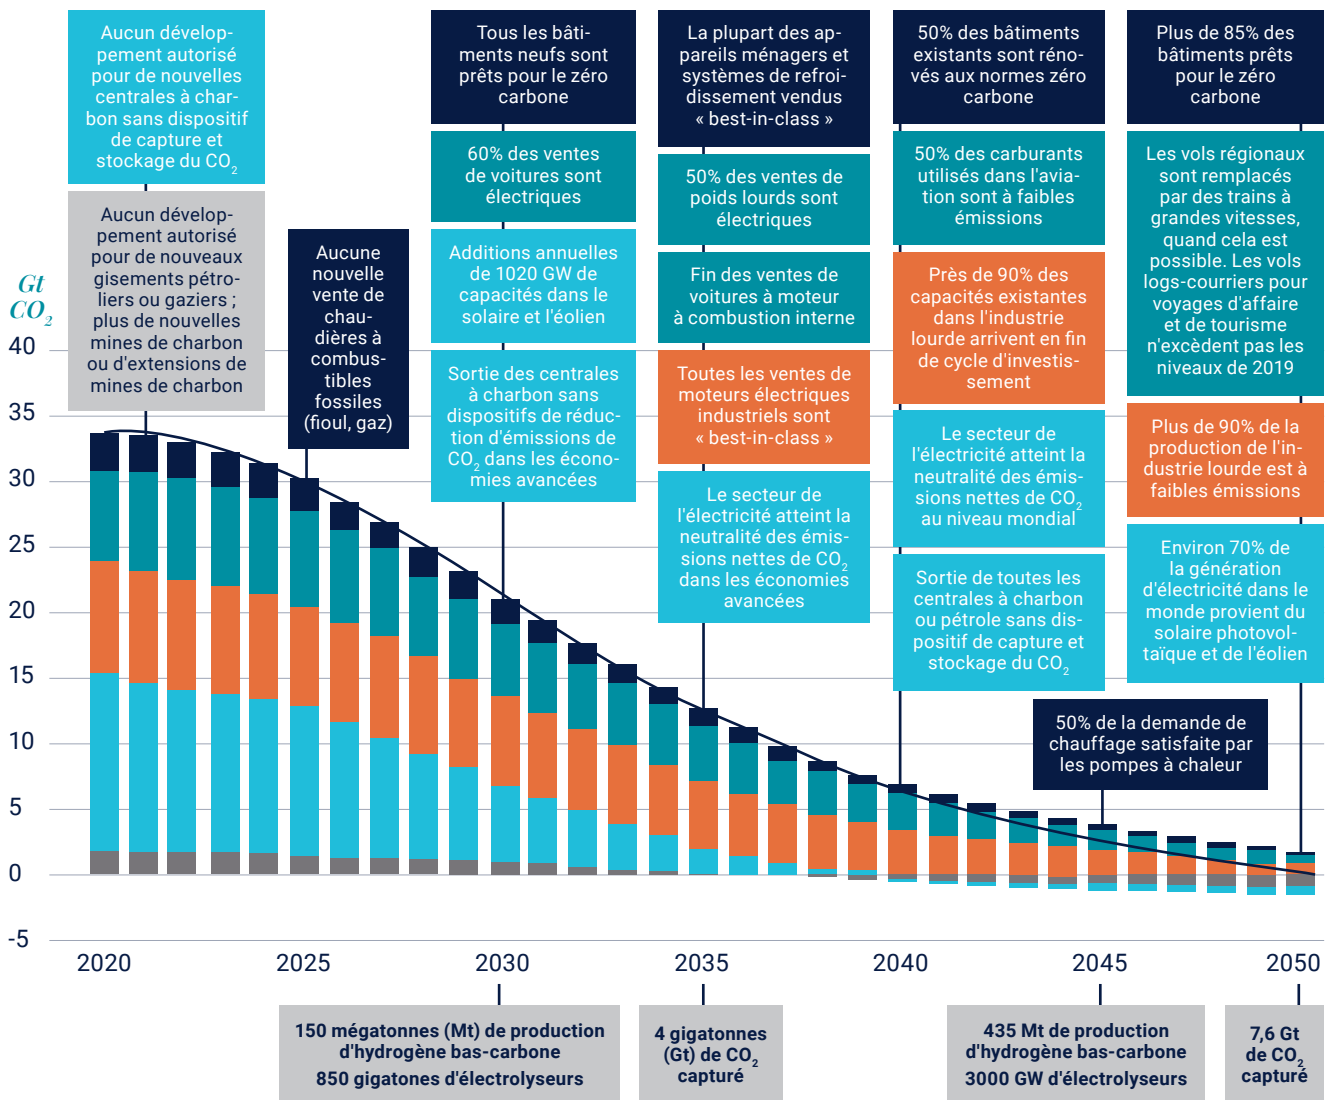 Aucun dévelop-
pement autorisé
pour de nouvelles
centrales à char-
bon sans dispositif
de capture et
stockage du CO2
Aucun dévelop-
pement autorisé
pour de nouveaux
gisements pétro-
liers ou gaziers ;
plus de nouvelles
mines de charbon
ou d'extensions de
mines de charbon
Aucune
nouvelle
vente de
chau-
dières à
combus-
tibles
fossiles
(fioul, gaz)
Tous les bâti-
ments neufs sont
prêts pour le zéro
carbone
60% des ventes
de voitures sont
électriques
Additions annuelles
de 1020 GW de
capacités dans le
solaire et l'éolien
Sortie des centrales
à charbon sans
dispositifs de réduc-
tion d'émissions de
CO2 dans les écono-
mies avancées
La plupart des ap-
pareils ménagers et
systèmes de refroi-
dissement vendus
« best-in-class »
50% des ventes de
poids lourds sont
électriques
Fin des ventes de
voitures à moteur
à combustion interne
Toutes les ventes de
moteurs électriques
industriels sont
« best-in-class »
Le secteur de
l'électricité atteint la
neutralité des émis-
sions nettes de CO2
dans les économies
avancées
50% des bâtiments
existants sont réno-
vés aux normes zéro
carbone
50% des carburants
utilisés dans l'avia-
tion sont à faibles
émissions
Près de 90% des
capacités existantes
dans l'industrie
lourde arrivent en fin
de cycle d'investis-
sement
Le secteur de
l'électricité atteint la
neutralité des émis-
sions nettes de CO2
au niveau mondial
Sortie de toutes les
centrales à charbon
ou pétrole sans dis-
positif de capture et
stockage du CO2
50% de la demande de
chauffage satisfaite par
les pompes à chaleur
Plus de 85% des
bâtiments prêts
pour le zéro
carbone
Les vols régionaux
sont remplacés
par des trains à
grandes vitesses,
quand cela est
possible. Les vols
logs-courriers pour
voyages d'affaire
et de tourisme
n'excèdent pas les
niveaux de 2019
Plus de 90% de la
production de l'in-
dustrie lourde est à
faibles émissions
Environ 70% de
la génération
d'électricité dans le
monde provient du
solaire photovol-
taïque et de l'éolien
Gt
CO2
40
35
30
25
20
15
10
5
0
-5
2020 2025 2030 2035 2040 2045 2050
150 mégatonnes (Mt) de production
d'hydrogène bas-carbone
850 gigatones d'électrolyseurs
4 gigatonnes
(Gt) de CO2
capturé
435 Mt de production
d'hydrogène bas-carbone
3000 GW d'électrolyseurs
7,6 Gt
de CO2
capturé